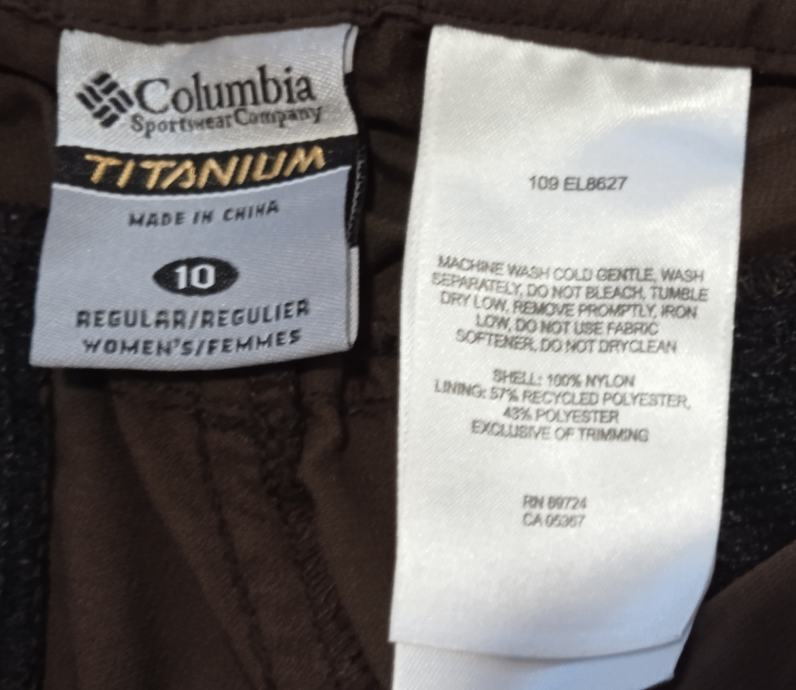 Columbia
Sportswear Company
TITANIUM
MADE IN CHINA
10
REGULAR/REGULIER
WOMEN'S/FEMMES
109 EL8627
MACHINE WASH COLD GENTLE, WASH
SEPARATELY, DO NOT BLEACH, TUMBLE
DRY LOW, REMOVE PROMPTLY, IRON
LOW, DO NOT USE FABRIC
SOFTENER, DO NOT DRYCLEAN
SHELL: 100% NYLON
LINING: 57% RECYCLED POLYESTER,
43% POLYESTER
EXCLUSIVE OF TRIMMING
RN 69724
CA 05367